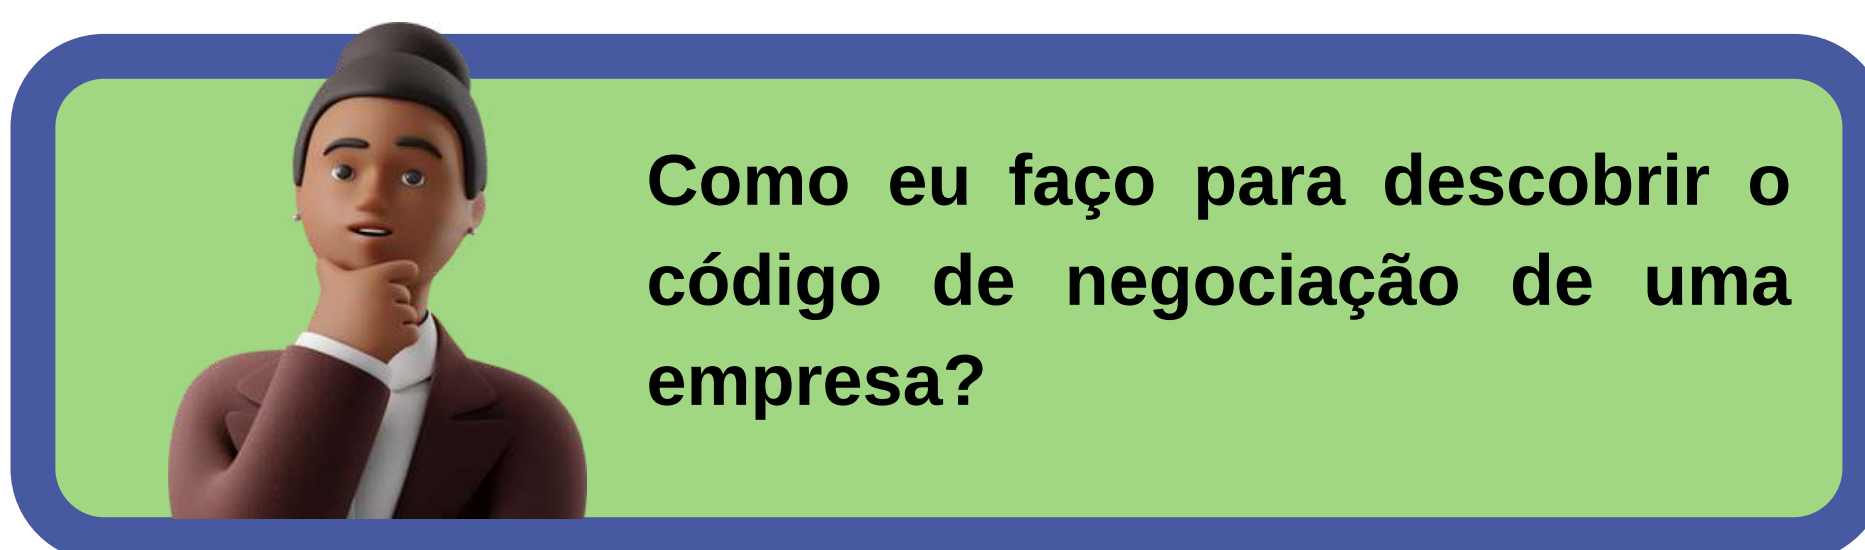 Como eu faço para descobrir o
código de negociação de uma
empresa?